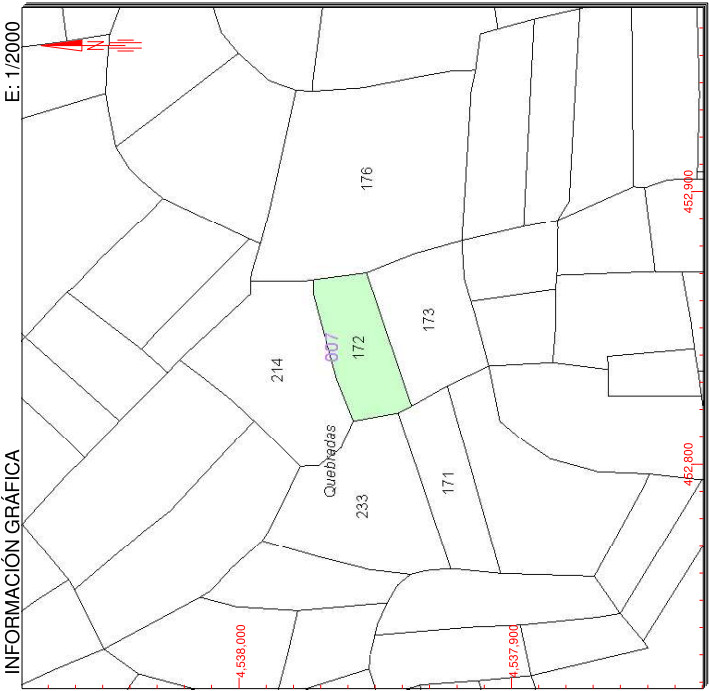 INFORMACIÓN GRÁFICA
E: 1/2000
N
176
452,900
173
607
172
214
Quebradas
452,800
171
233
4,538,000
4,537,900